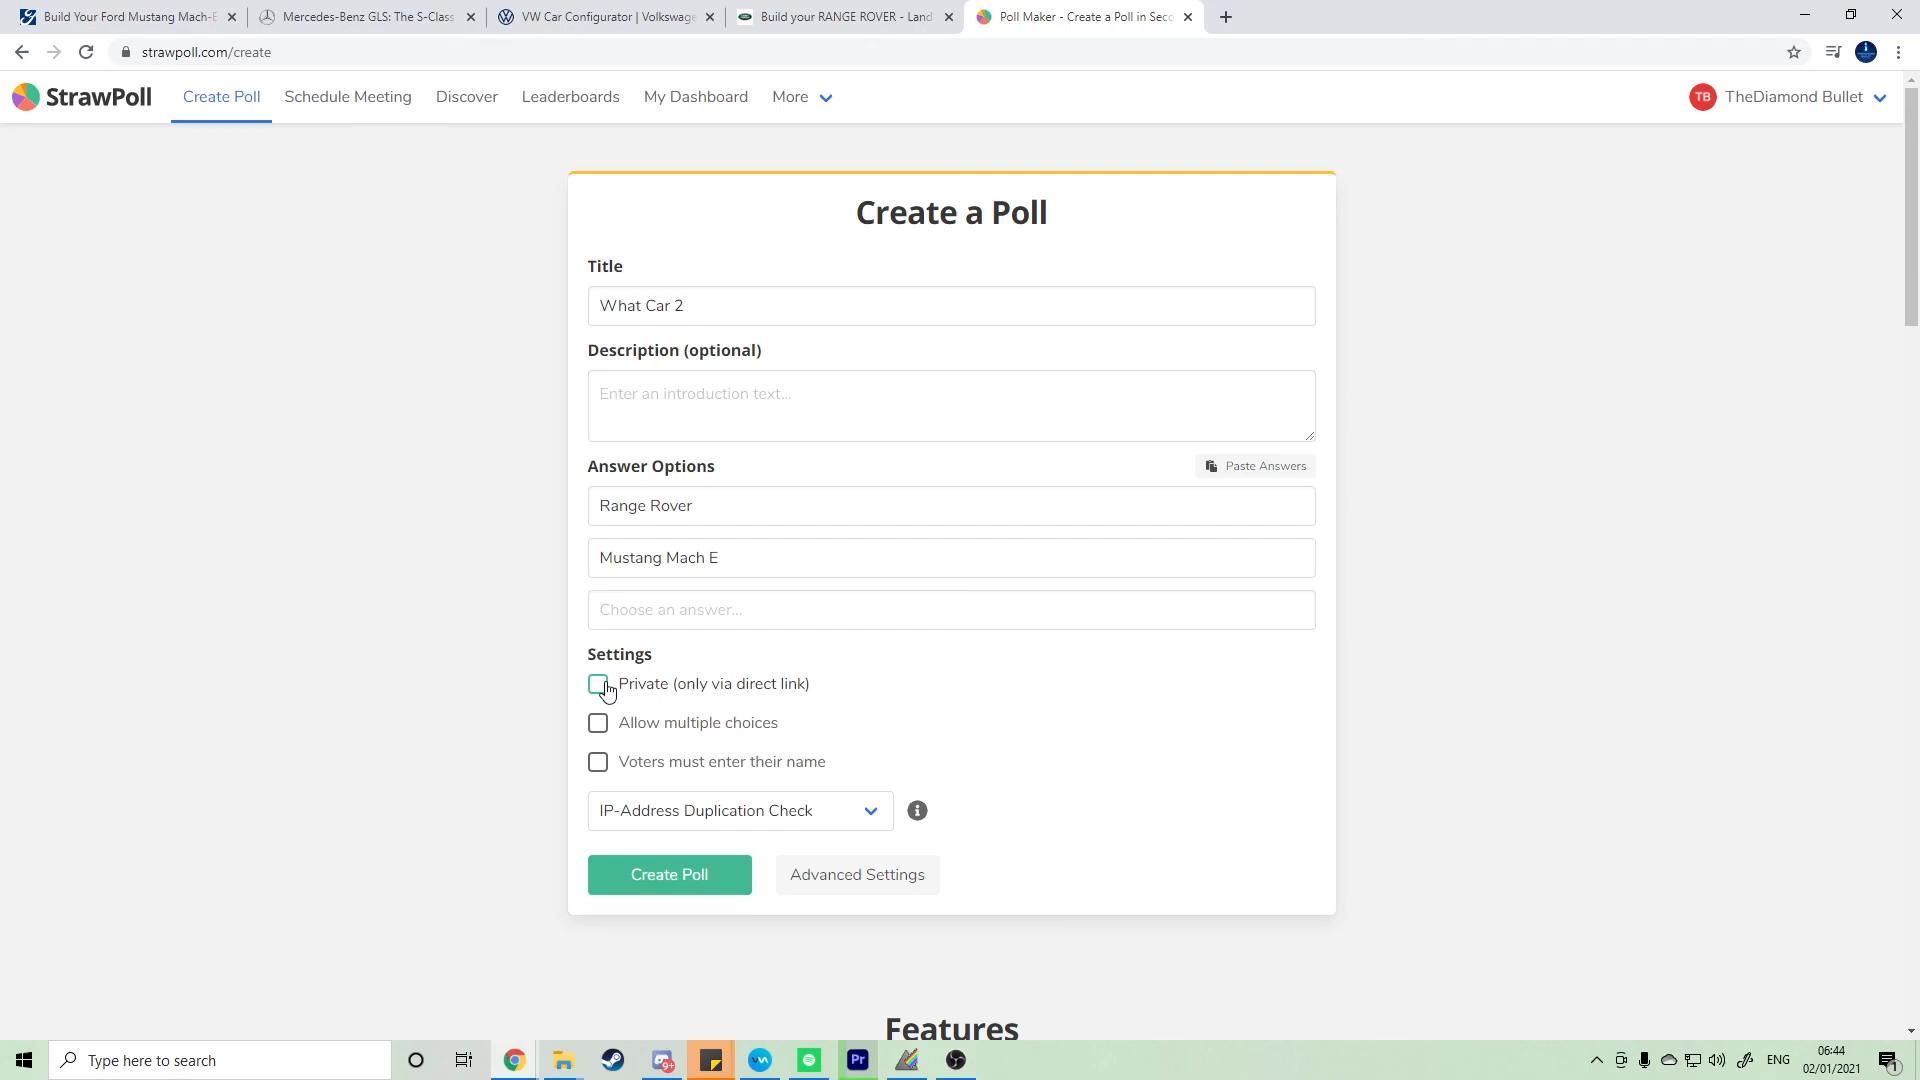 Build Your Ford Mustang Mach-E
Mercedes-Benz GLS: The S-Class
VW Car Configurator | Volkswage
Build your RANGE ROVER - Land
Poll Maker - Create a Poll in Seco
strawpoll.com/create
StrawPoll
Create Poll
Schedule Meeting
Discover
Leaderboards
My Dashboard
More
TB
TheDiamond Bullet
Create a Poll
Title
What Car 2
Description (optional)
Enter an introduction text...
Answer Options
Paste Answers
Range Rover
Mustang Mach E
Choose an answer...
Settings
Private (only via direct link)
Allow multiple choices
Voters must enter their name
IP-Address Duplication Check
Create Poll
Advanced Settings
Features
Type here to search
9+
Pr
ENG
06:44
02/01/2021
1